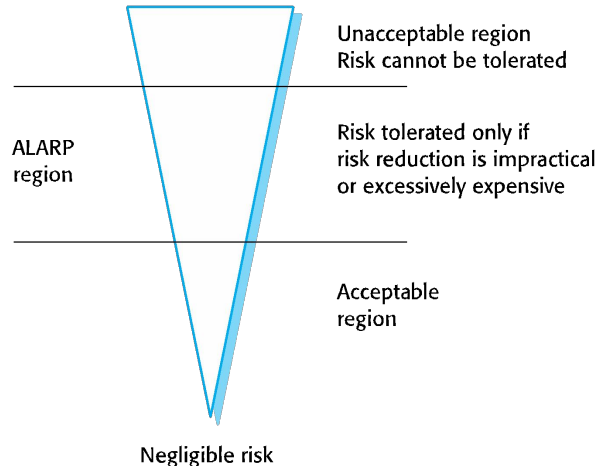 Unacceptable region
Risk cannot be tolerated
ALARP
region
Risk tolerated only if
risk reduction is impractical
or excessively expensive
Acceptable
region
Negligible risk